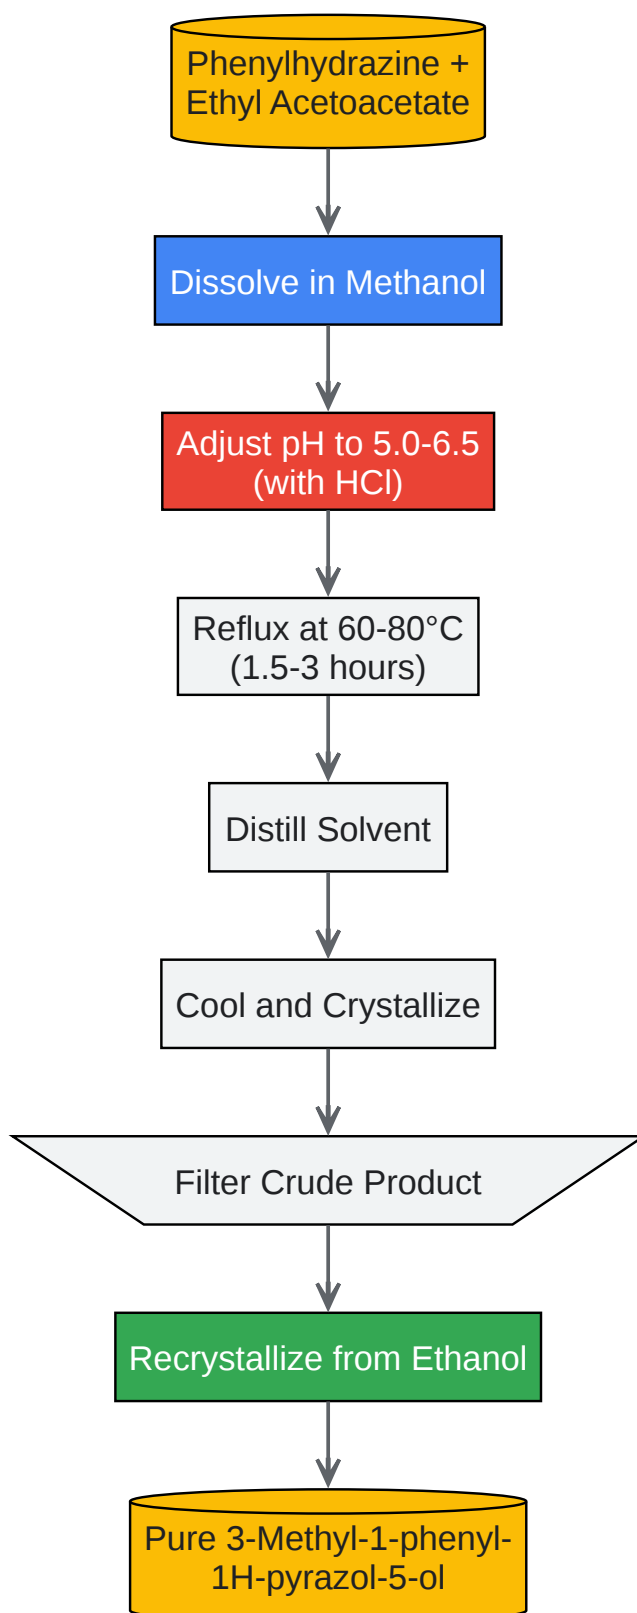 Phenylhydrazine +
Ethyl Acetoacetate
Dissolve in Methanol
Adjust pH to 5.0-6.5
(with HCl)
Reflux at 60-80°C
(1.5-3 hours)
Distill Solvent
Cool and Crystallize
Filter Crude Product
Recrystallize from Ethanol
Pure 3-Methyl-1-phenyl-
1H-pyrazol-5-ol